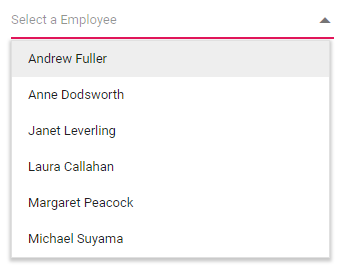 Select a Employee
Andrew Fuller
Anne Dodsworth
Janet Leverling
Laura Callahan
Margaret Peacock
Michael Suyama